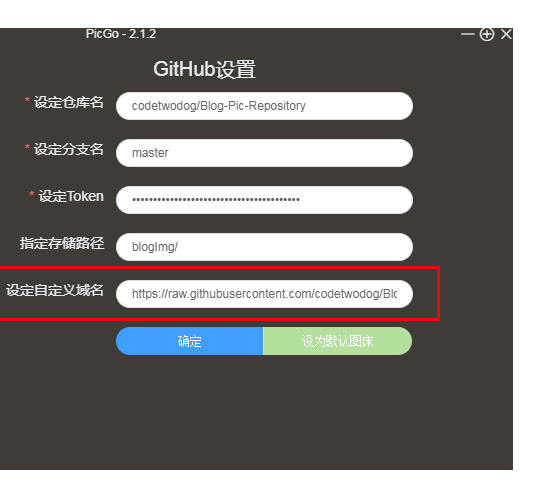 PicGo - 2.1.2
GitHub设置
* 设定仓库名 codetwodog/Blog-Pic-Repository
* 设定分支名 master
* 设定Token ••••••••••••••••••••••••••••••••••••••••
指定存储路径 blogImg/
设定自定义域名 https://raw.githubusercontent.com/codetwodog/Blo
确定 设为默认图床